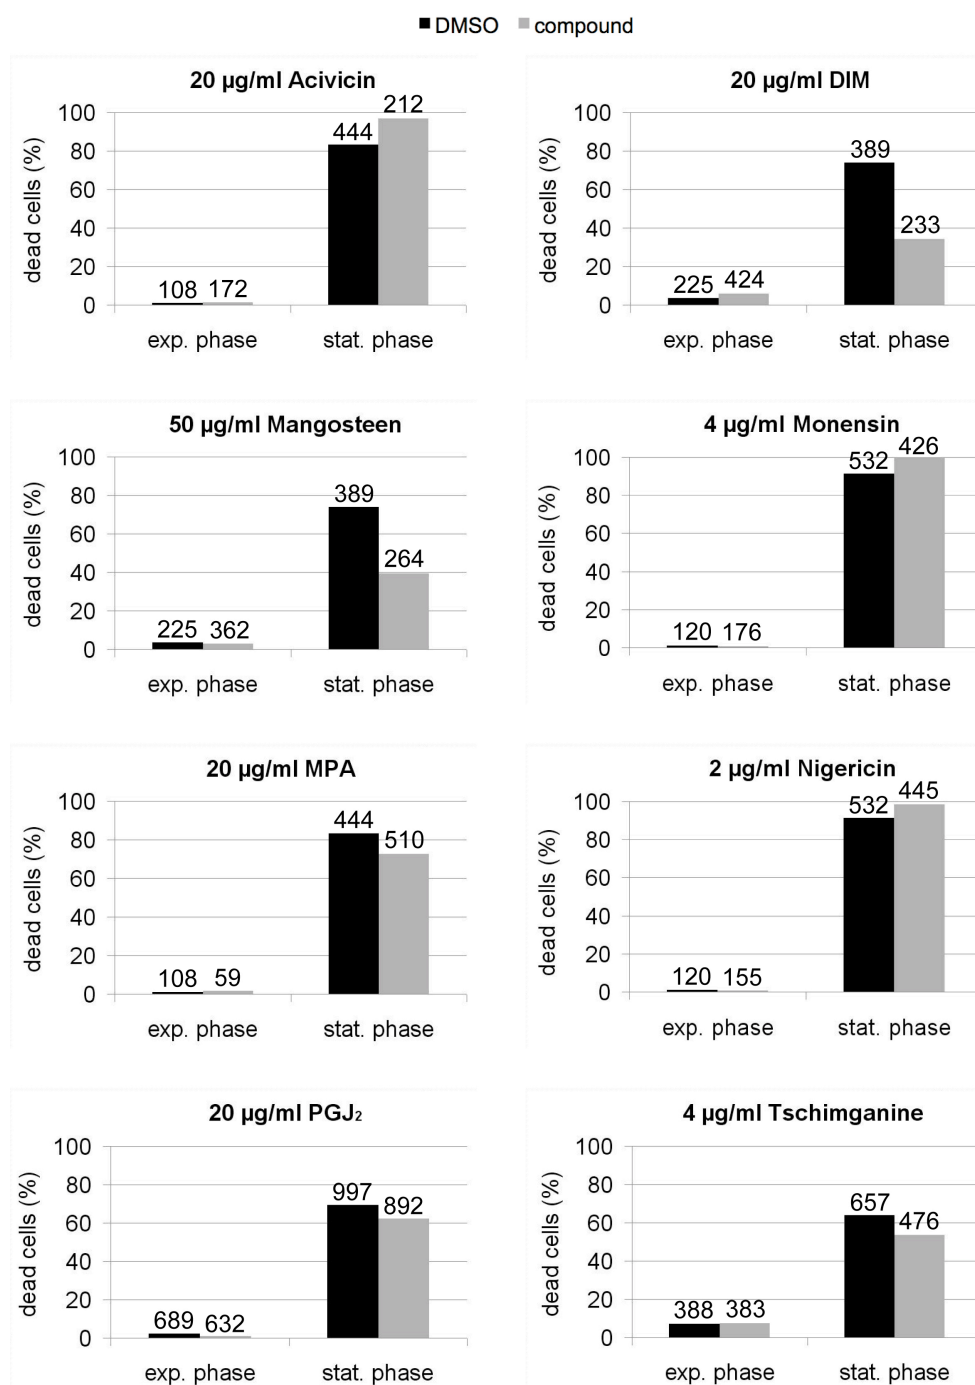 DMSO compound
20 µg/ml Acivicin
dead cells (%)
100
80
60
40
20
0
444 212
108 172
exp. phase stat. phase
20 µg/ml DIM
dead cells (%)
100
80
60
40
20
0
389
233
225 424
exp. phase stat. phase
50 µg/ml Mangosteen
dead cells (%)
100
80
60
40
20
0
389
264
225 362
exp. phase stat. phase
4 µg/ml Monensin
dead cells (%)
100
80
60
40
20
0
532 426
120 176
exp. phase stat. phase
20 µg/ml MPA
dead cells (%)
100
80
60
40
20
0
444
510
108 59
exp. phase stat. phase
2 µg/ml Nigericin
dead cells (%)
100
80
60
40
20
0
532 445
120 155
exp. phase stat. phase
20 µg/ml PGJ₂
dead cells (%)
100
80
60
40
20
0
997 892
689 632
exp. phase stat. phase
4 µg/ml Tschimganine
dead cells (%)
100
80
60
40
20
0
657
476
388 383
exp. phase stat. phase